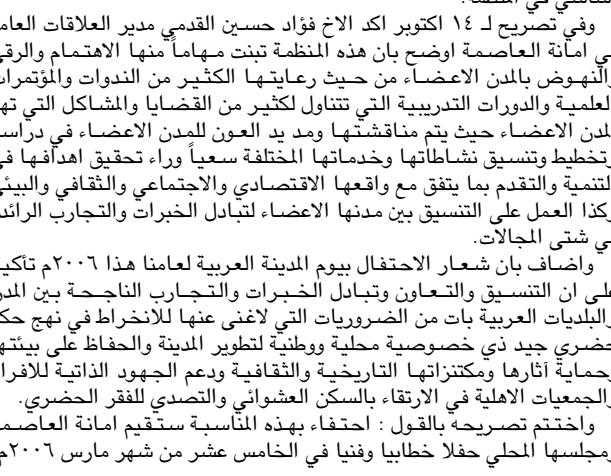 وفي تصريح لـ ١٤ اكتوبر اكد الاخ فؤاد حسين القدمي مدير العلاقات العامة
في امانة العاصمة اوضح بان هذه المنظمة تبنت مهاماً منها الاهتمام والرقي
والنهوض بالمدن الاعضاء من حيث رعايتها الكثير من الندوات والمؤتمرات
العلمية والدورات التدريبية التي تتناول لكثير من القضايا والمشاكل التي تهم
لمدن الاعضاء حيث يتم مناقشتها ومد يد العون للمدن الاعضاء في دراسة
وتخطيط وتنسيق نشاطاتها وخدماتها المختلفة سعياً وراء تحقيق اهدافها في
التنمية والتقدم بما يتفق مع واقعها الاقتصادي والاجتماعي والثقافي والبيئي
وكذا العمل على التنسيق بين مدنها الاعضاء لتبادل الخبرات والتجارب الرائدة
في شتى المجالات.
واضاف بان شعار الاحتفال بيوم المدينة العربية لعامنا هذا ٢٠٠٦م تأكيد
على ان التنسيق والتعاون وتبادل الخبرات والتجارب الناجحة بين المدن
والبلديات العربية بات من الضروريات التي لاغنى عنها للانخراط في نهج حكم
حضري جيد ذي خصوصية محلية ووطنية لتطوير المدينة والحفاظ على بيئتها
وحماية آثارها ومكتنزاتها التاريخية والثقافية ودعم الجهود الذاتية للافراد
والجمعيات الاهلية في الارتقاء بالسكن العشوائي والتصدي للفقر الحضري.
واختتم تصريحه بالقول : احتفاء بهذه المناسبة ستقيم امانة العاصمة
ومجلسها المحلي حفلا خطابيا وفنيا في الخامس عشر من شهر مارس ٢٠٠٦م